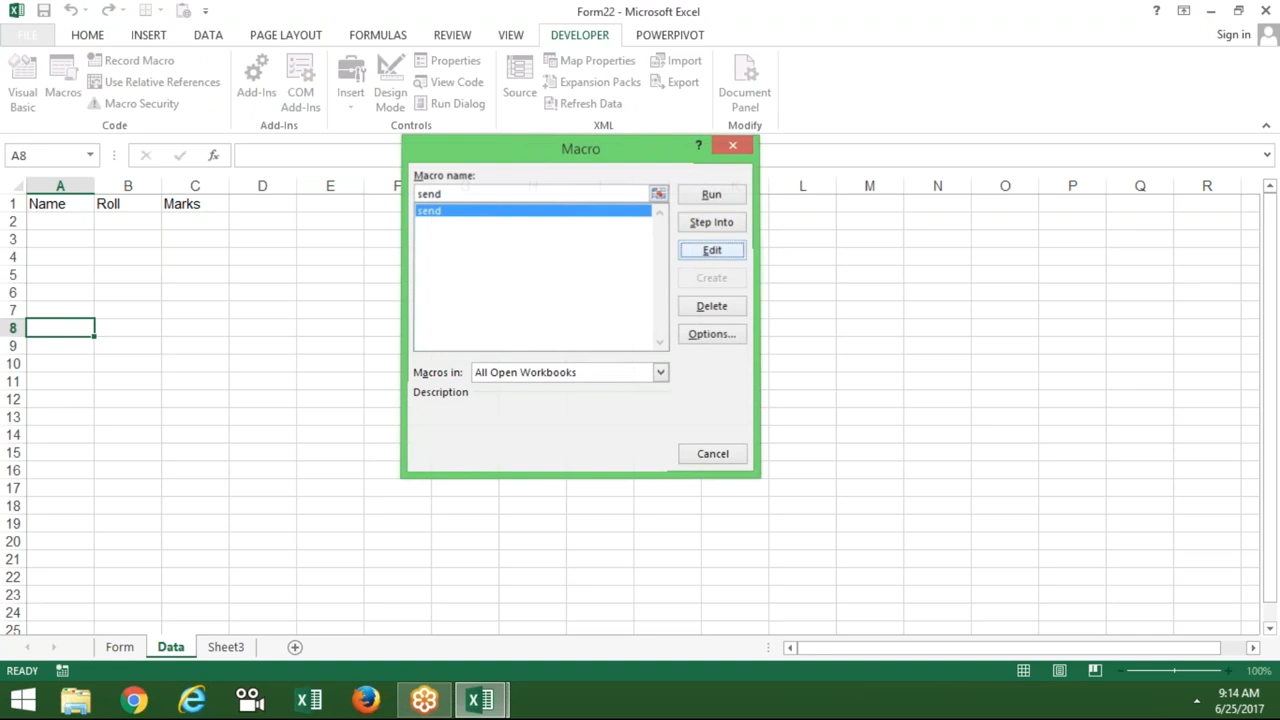 Form22 - Microsoft Excel
?
FILE HOME INSERT DATA PAGE LAYOUT FORMULAS REVIEW VIEW DEVELOPER POWERPIVOT Sign in
Visual Basic
Macros
Record Macro
Use Relative References
Macro Security
Code
Add-Ins
COM Add-Ins
Add-Ins
Insert
Design Mode
Properties
View Code
Run Dialog
Controls
Source
Map Properties
Expansion Packs
Refresh Data
Import
Export
XML
Document Panel
Modify
A8
fx
A B C D E F L M N O P Q R
1 Name Roll Marks
2
3
4
5
6
7
8
9
10
11
12
13
14
15
16
17
18
19
20
21
22
23
24
25
Macro
?
Macro name:
send
send
Run
Step Into
Edit
Create
Delete
Options...
Macros in: All Open Workbooks
Description
Cancel
Form Data Sheet3
READY
100%
9:14 AM
6/25/2017